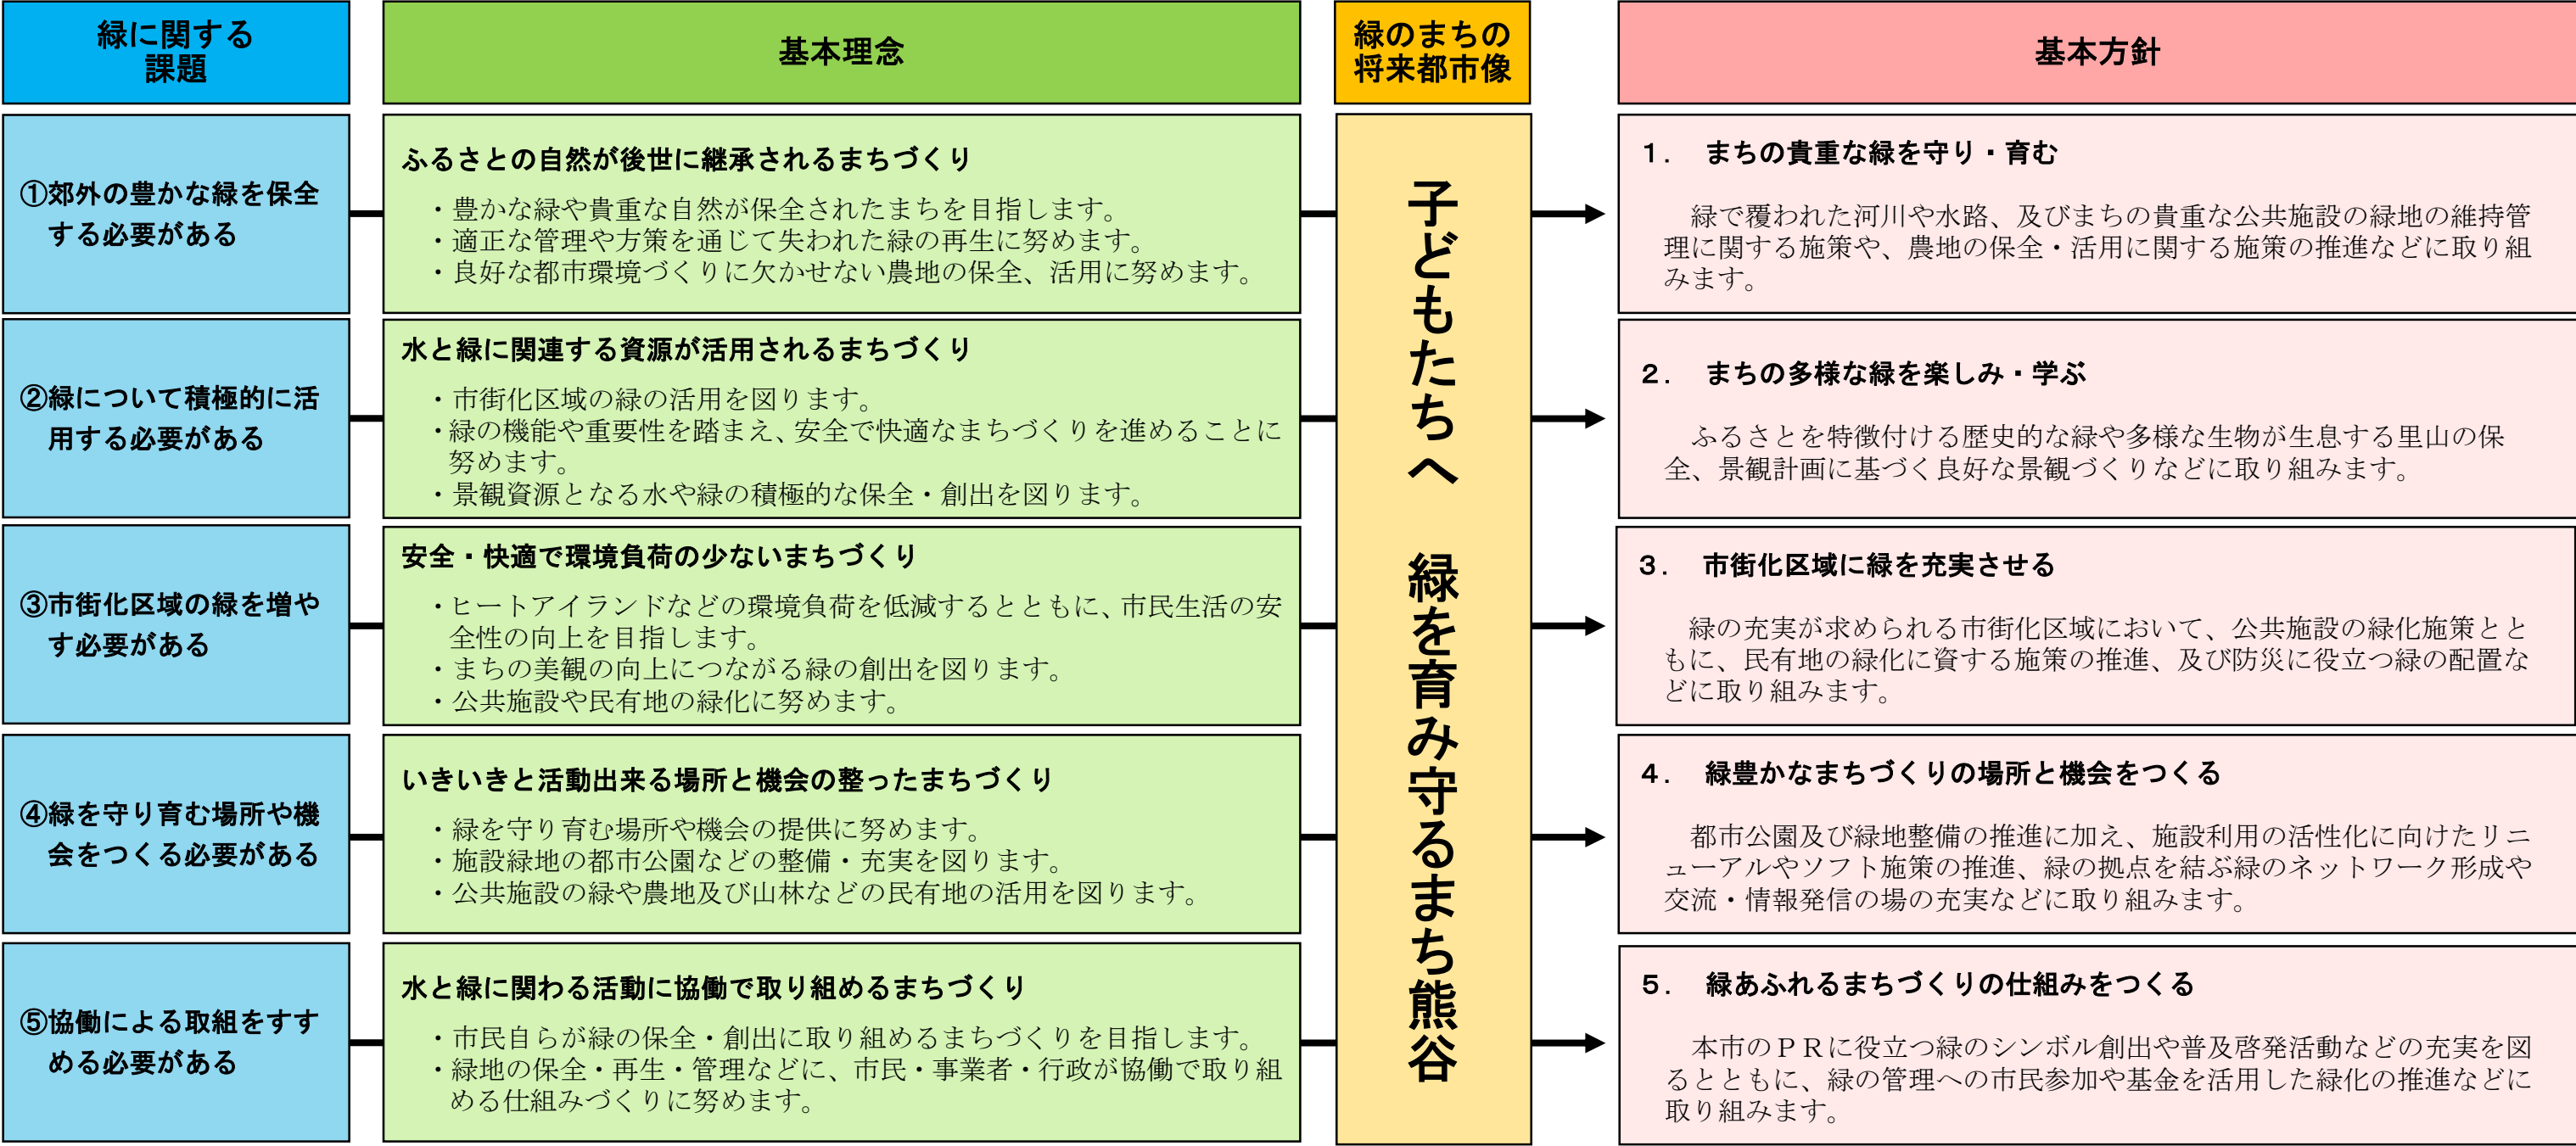 緑に関する
課題
基本理念
緑のまちの
将来都市像
基本方針
①郊外の豊かな緑を保全
する必要がある
ふるさとの自然が後世に継承されるまちづくり
・豊かな緑や貴重な自然が保全されたまちを目指します。
・適正な管理や方策を通じて失われた緑の再生に努めます。
・良好な都市環境づくりに欠かせない農地の保全、活用に努めます。
②緑について積極的に活
用する必要がある
水と緑に関連する資源が活用されるまちづくり
・市街化区域の緑の活用を図ります。
・緑の機能や重要性を踏まえ、安全で快適なまちづくりを進めることに
努めます。
・景観資源となる水や緑の積極的な保全・創出を図ります。
③市街化区域の緑を増や
す必要がある
安全・快適で環境負荷の少ないまちづくり
・ヒートアイランドなどの環境負荷を低減するとともに、市民生活の安
全性の向上を目指します。
・まちの美観の向上につながる緑の創出を図ります。
・公共施設や民有地の緑化に努めます。
④緑を守り育む場所や機
会をつくる必要がある
いきいきと活動出来る場所と機会の整ったまちづくり
・緑を守り育む場所や機会の提供に努めます。
・施設緑地の都市公園などの整備・充実を図ります。
・公共施設の緑や農地及び山林などの民有地の活用を図ります。
⑤協働による取組をすす
める必要がある
水と緑に関わる活動に協働で取り組めるまちづくり
・市民自らが緑の保全・創出に取り組めるまちづくりを目指します。
・緑地の保全・再生・管理などに、市民・事業者・行政が協働で取り組
める仕組みづくりに努めます。
子どもたちへ　緑を育み守るまち熊谷
１．　まちの貴重な緑を守り・育む
緑で覆われた河川や水路、及びまちの貴重な公共施設の緑地の維持管
理に関する施策や、農地の保全・活用に関する施策の推進などに取り組
みます。
２．　まちの多様な緑を楽しみ・学ぶ
ふるさとを特徴付ける歴史的な緑や多様な生物が生息する里山の保
全、景観計画に基づく良好な景観づくりなどに取り組みます。
３．　市街化区域に緑を充実させる
緑の充実が求められる市街化区域において、公共施設の緑化施策とと
もに、民有地の緑化に資する施策の推進、及び防災に役立つ緑の配置な
どに取り組みます。
４．　緑豊かなまちづくりの場所と機会をつくる
都市公園及び緑地整備の推進に加え、施設利用の活性化に向けたリニ
ューアルやソフト施策の推進、緑の拠点を結ぶ緑のネットワーク形成や
交流・情報発信の場の充実などに取り組みます。
５．　緑あふれるまちづくりの仕組みをつくる
本市のＰＲに役立つ緑のシンボル創出や普及啓発活動などの充実を図
るとともに、緑の管理への市民参加や基金を活用した緑化の推進などに
取り組みます。